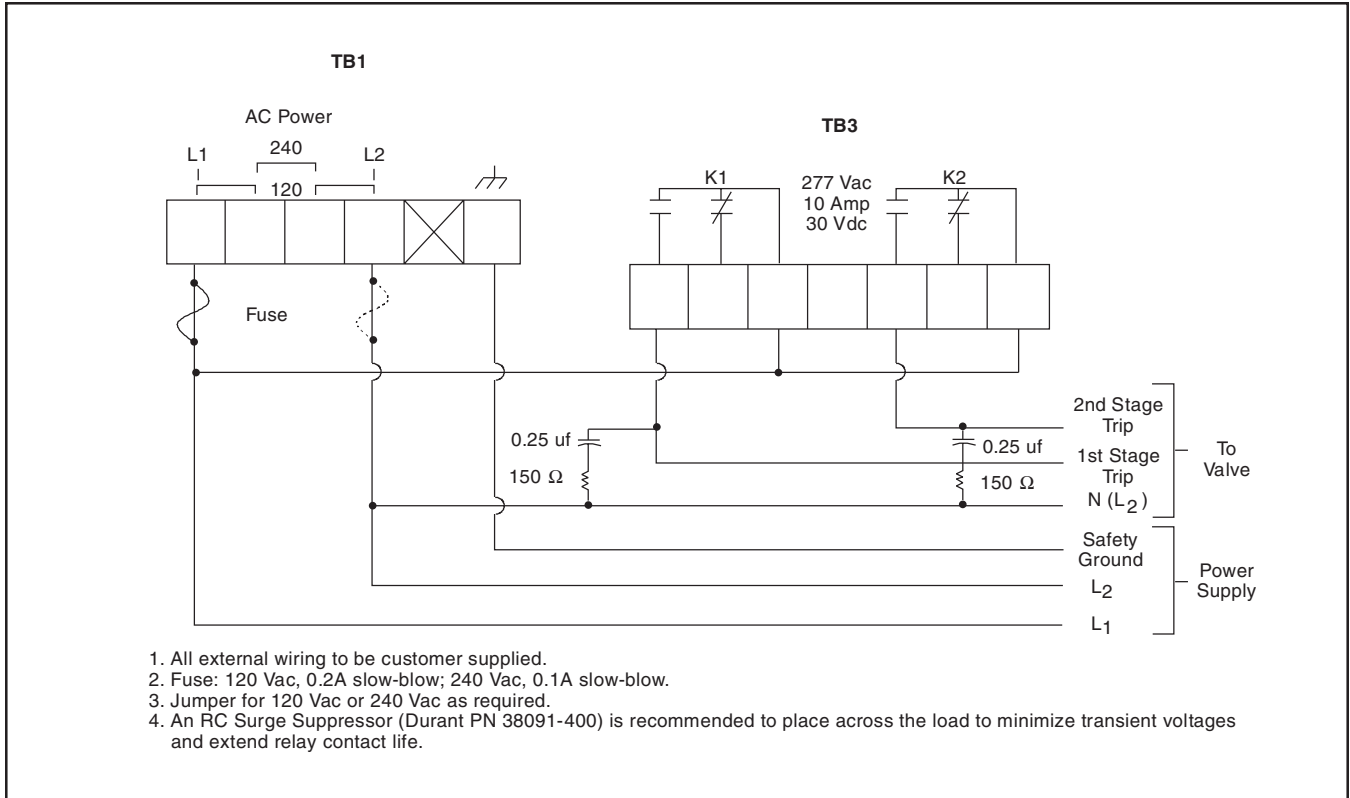 TB1
AC Power
L1
240
L2
120
TB3
K1
277 Vac
10 Amp
30 Vdc
K2
Fuse
0.25 uf
150 Ω
0.25 uf
150 Ω
2nd Stage
Trip
1st Stage
Trip
N (L2)
To
Valve
Safety
Ground
L2
L1
Power
Supply
1. All external wiring to be customer supplied.
2. Fuse: 120 Vac, 0.2A slow-blow; 240 Vac, 0.1A slow-blow.
3. Jumper for 120 Vac or 240 Vac as required.
4. An RC Surge Suppressor (Durant PN 38091-400) is recommended to place across the load to minimize transient voltages
and extend relay contact life.